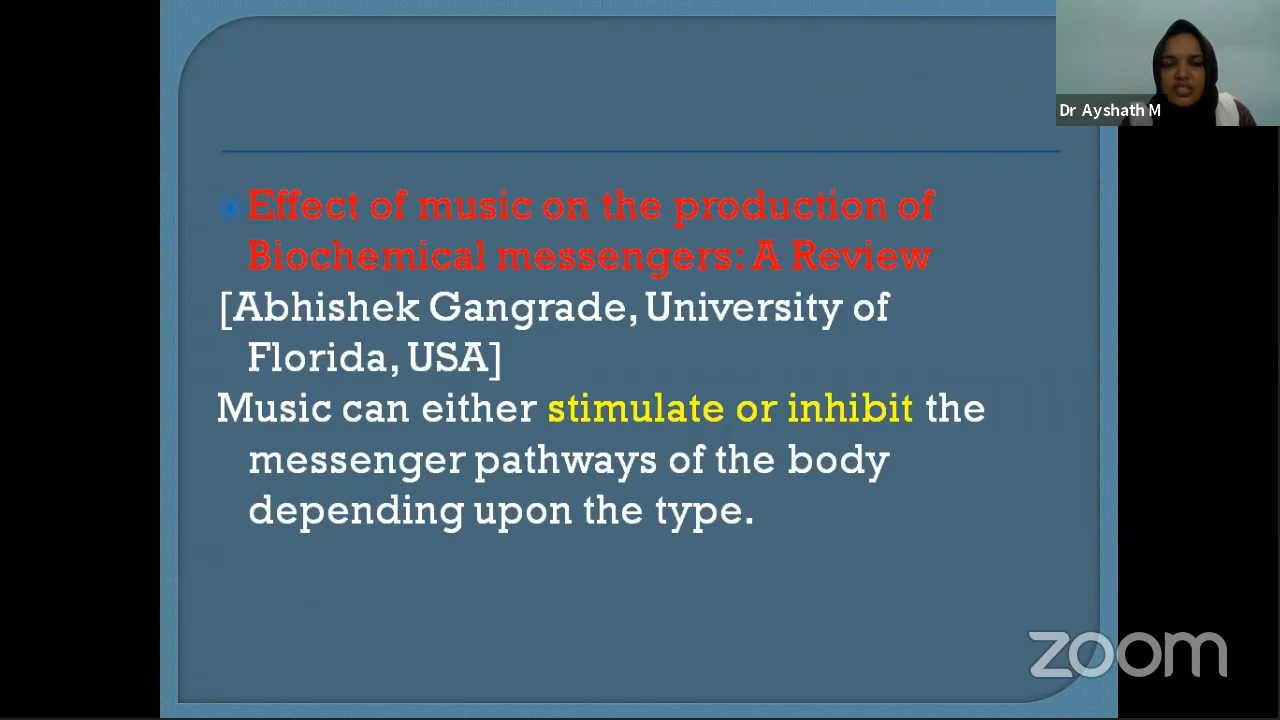 Dr Ayshath M
Effect of music on the production of
Biochemical messengers: A Review
[Abhishek Gangrade, University of
Florida, USA]
Music can either stimulate or inhibit the
messenger pathways of the body
depending upon the type.
zoom